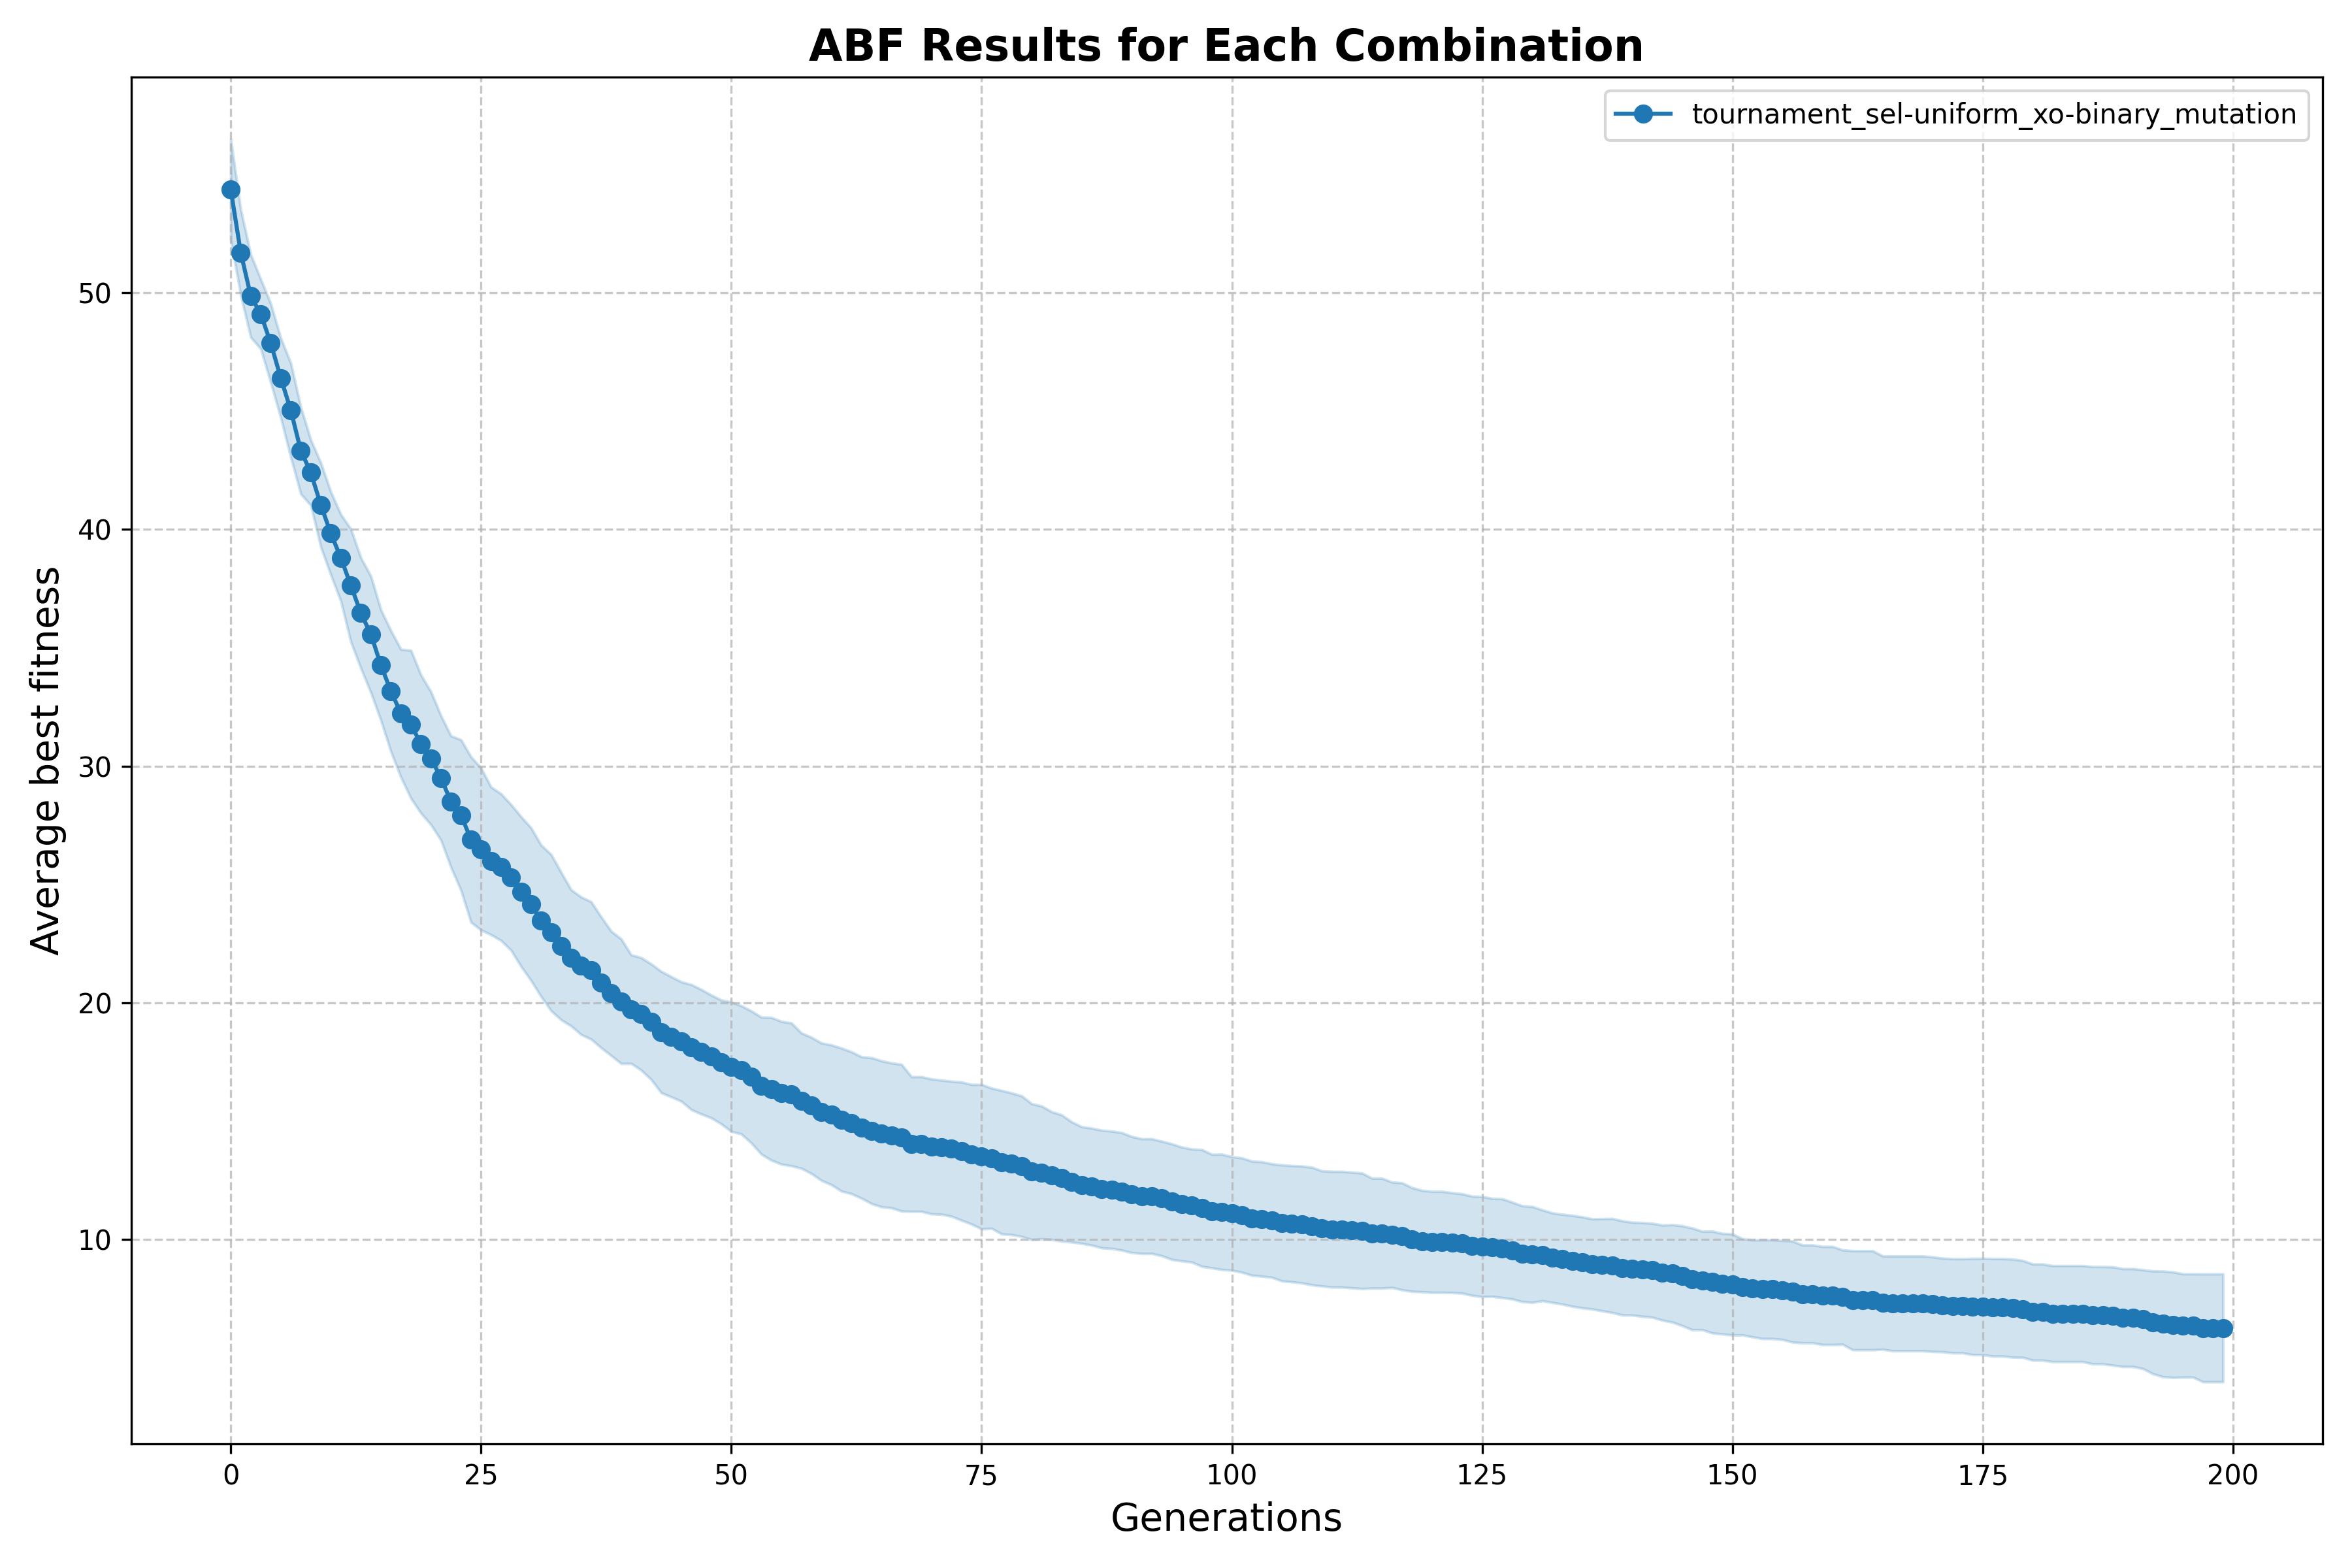 ABF Results for Each Combination
tournament_sel-uniform_xo-binary_mutation
Average best fitness
50
40
30
20
10
0 25 50 75 100 125 150 175 200
Generations